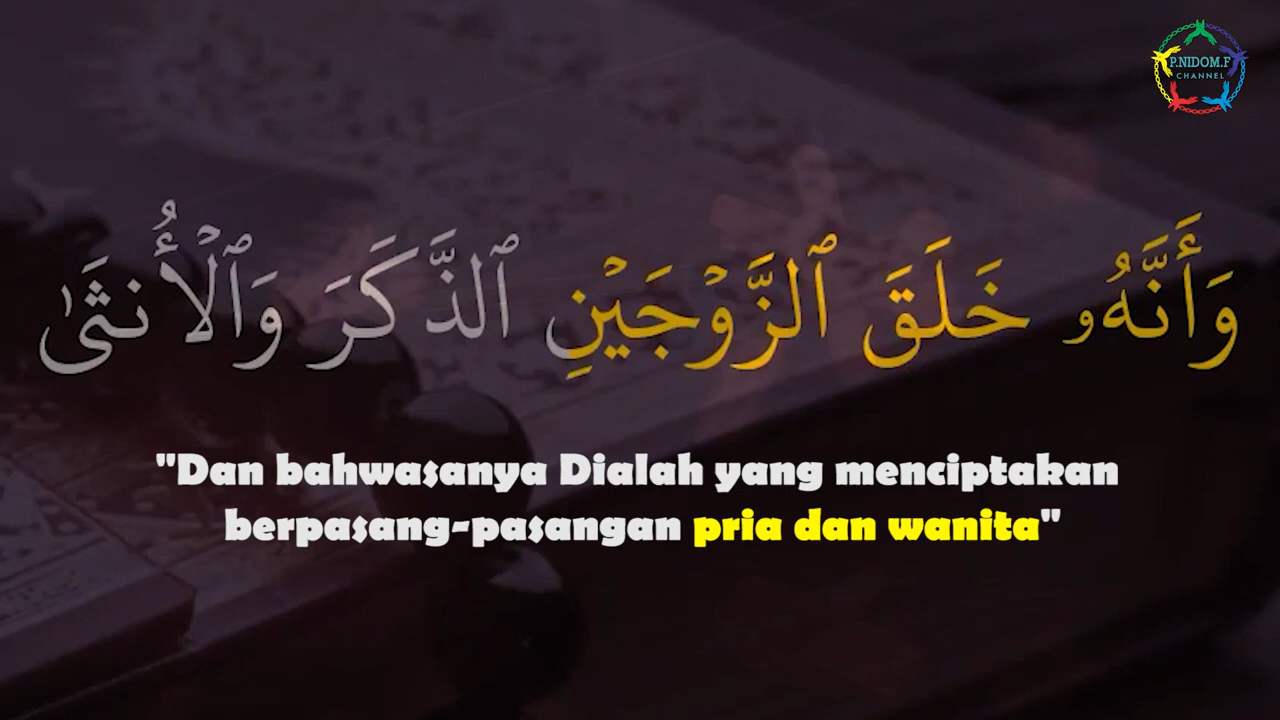 P.NIDOM.F
CHANNEL
وَأَنَّهُۥ خَلَقَ ٱلزَّوۡجَيۡنِ ٱلذَّكَرَ وَٱلۡأُنثَىٰ
"Dan bahwasanya Dialah yang menciptakan
berpasang-pasangan pria dan wanita"